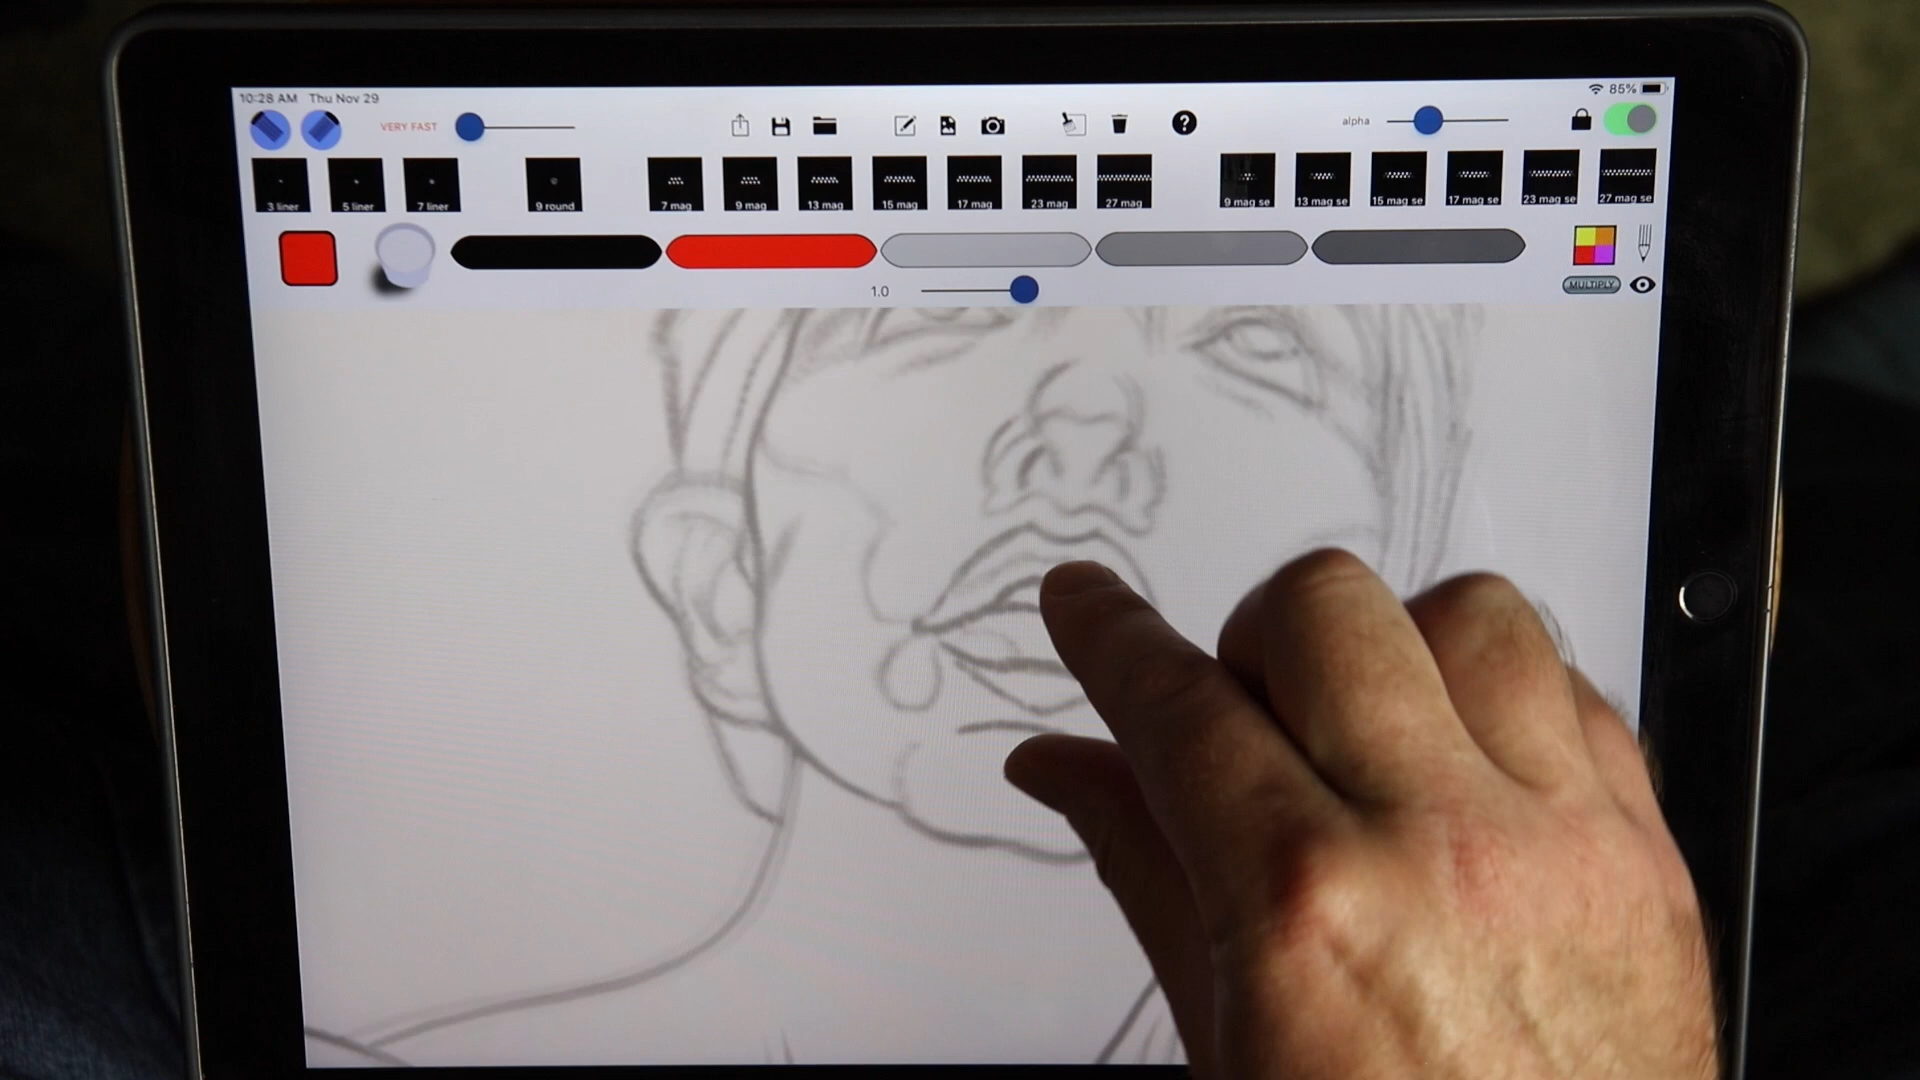 10:28 AM Thu Nov 29
85%
VERY FAST
?
alpha
3 liner
5 liner
7 liner
9 round
7 mag
9 mag
13 mag
15 mag
17 mag
23 mag
27 mag
9 mag se
13 mag se
15 mag se
17 mag se
23 mag se
27 mag se
1.0
MULTIPLY